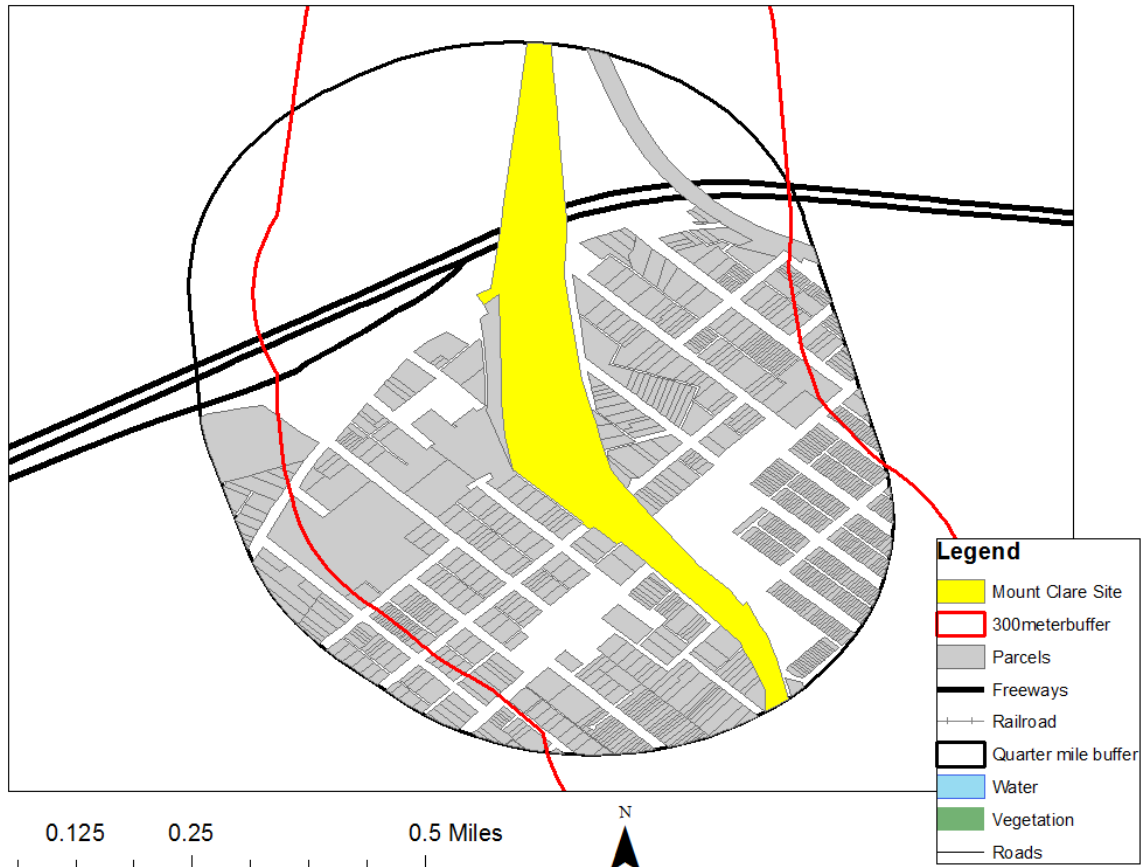 Legend
Mount Clare Site
300meterbuffer
Parcels
Freeways
Railroad
Quarter mile buffer
Water
Vegetation
Roads
N
0.125 0.25 0.5 Miles